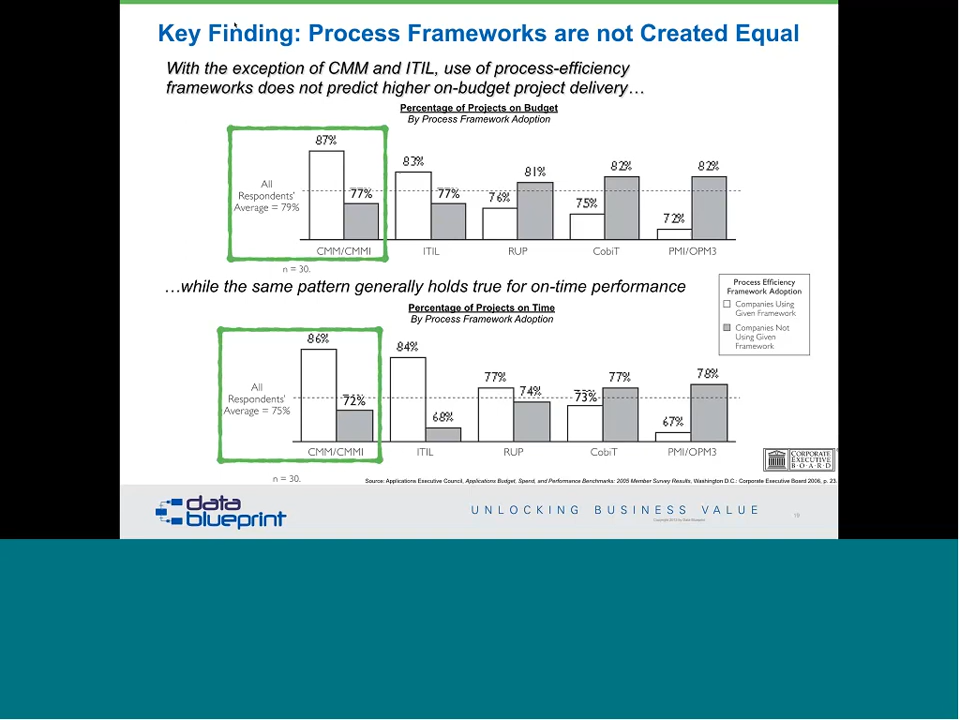 Key Finding: Process Frameworks are not Created Equal
With the exception of CMM and ITIL, use of process-efficiency
frameworks does not predict higher on-budget project delivery…
Percentage of Projects on Budget
By Process Framework Adoption
All
Respondents'
Average = 79%
87%
77%
83%
77%
76%
81%
75%
82%
72%
82%
CMM/CMMI
ITIL
RUP
CobiT
PMI/OPM3
n = 30.
…while the same pattern generally holds true for on-time performance
Percentage of Projects on Time
By Process Framework Adoption
Process Efficiency
Framework Adoption
Companies Using
Given Framework
Companies Not
Using Given
Framework
All
Respondents'
Average = 75%
86%
72%
84%
68%
77%
74%
73%
77%
67%
78%
CMM/CMMI
ITIL
RUP
CobiT
PMI/OPM3
n = 30.
CORPORATE
EXECUTIVE
B·O·A·R·D
Source: Applications Executive Council, Applications Budget, Spend, and Performance Benchmarks: 2005 Member Survey Results, Washington D.C.: Corporate Executive Board 2006, p. 23.
data
blueprint
UNLOCKING BUSINESS VALUE